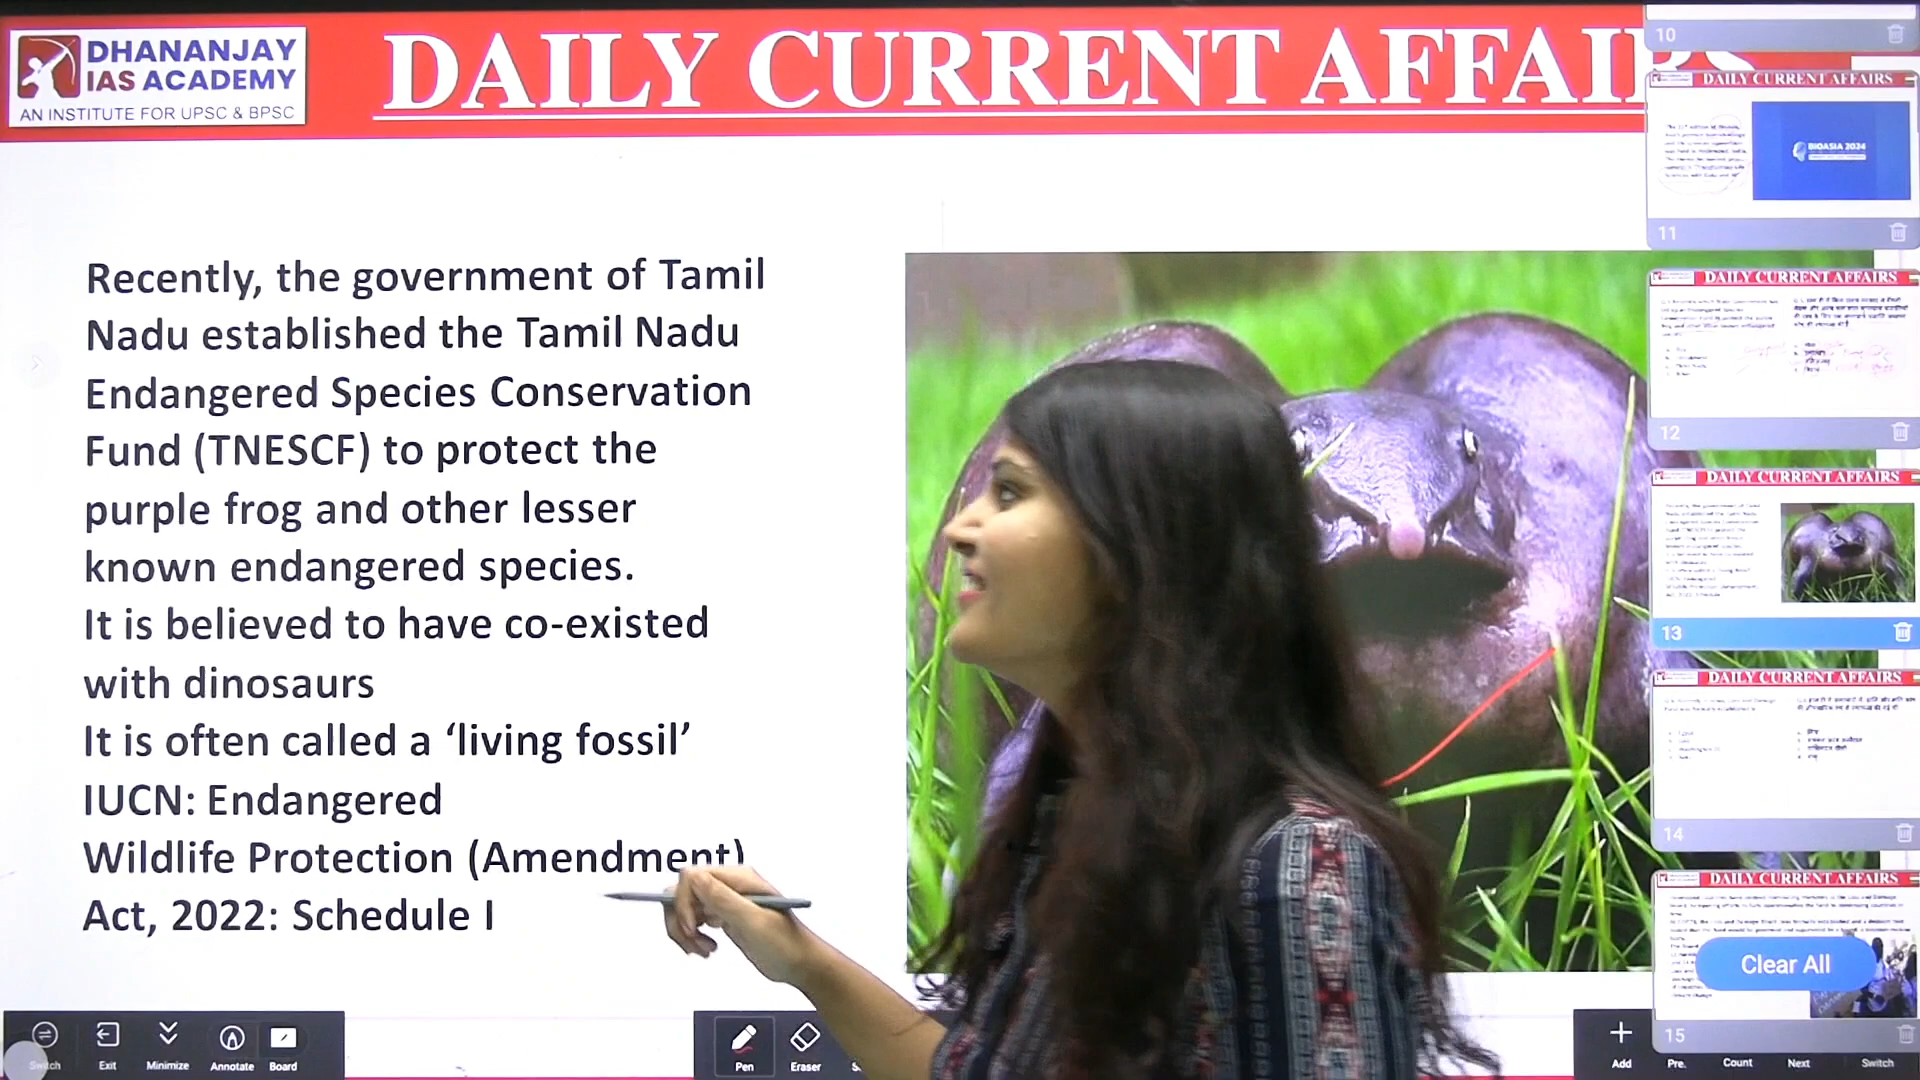 DHANANJAY
IAS ACADEMY
AN INSTITUTE FOR UPSC & BPSC
DAILY CURRENT AFFAIRS
Recently, the government of Tamil
Nadu established the Tamil Nadu
Endangered Species Conservation
Fund (TNESCF) to protect the
purple frog and other lesser
known endangered species.
It is believed to have co-existed
with dinosaurs
It is often called a ‘living fossil’
IUCN: Endangered
Wildlife Protection (Amendment)
Act, 2022: Schedule I
10
DAILY CURRENT AFFAIRS
BIOASIA 2024
11
DAILY CURRENT AFFAIRS
12
DAILY CURRENT AFFAIRS
13
DAILY CURRENT AFFAIRS
14
DAILY CURRENT AFFAIRS
Clear All
15
Switch
Exit
Minimize
Annotate
Board
Pen
Eraser
Add
Pre.
Count
Next
Switch